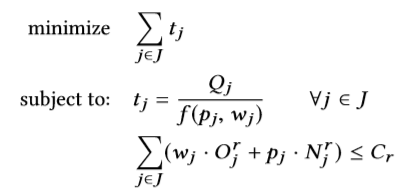 minimize ∑_{j∈J} t_j
subject to: t_j = Q_j / f(p_j, w_j) ∀j ∈ J
∑_{j∈J} (w_j · O_j^r + p_j · N_j^r) ≤ C_r